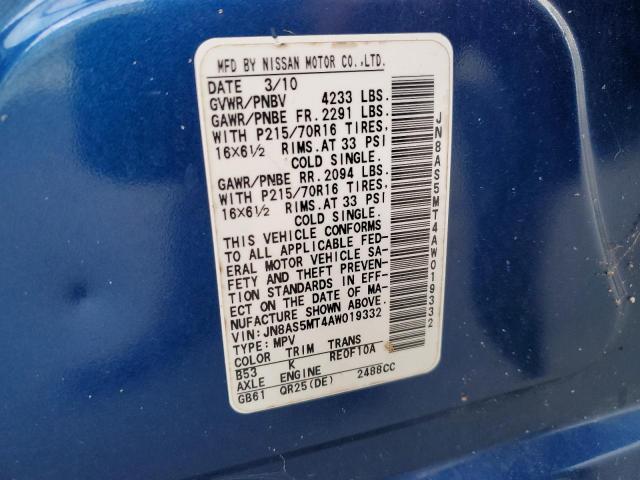 MFD BY NISSAN MOTOR CO.,LTD.
DATE 3/10
GVWR/PNBV 4233 LBS.
GAWR/PNBE FR. 2291 LBS.
WITH P215/70R16 TIRES,
16X6½ RIMS. AT 33 PSI
COLD SINGLE.
GAWR/PNBE RR. 2094 LBS.
WITH P215/70R16 TIRES,
16X6½ RIMS. AT 33 PSI
COLD SINGLE.
THIS VEHICLE CONFORMS
TO ALL APPLICABLE FED-
ERAL MOTOR VEHICLE SA-
FETY AND THEFT PREVEN-
TION STANDARDS IN EFF-
ECT ON THE DATE OF MA-
NUFACTURE SHOWN ABOVE.
VIN: JN8AS5MT4AW019332
TYPE: MPV
COLOR TRIM TRANS
B53 K RE0F10A
AXLE ENGINE
GB61 QR25(DE) 2488CC
JN8AS5MT4AW019332